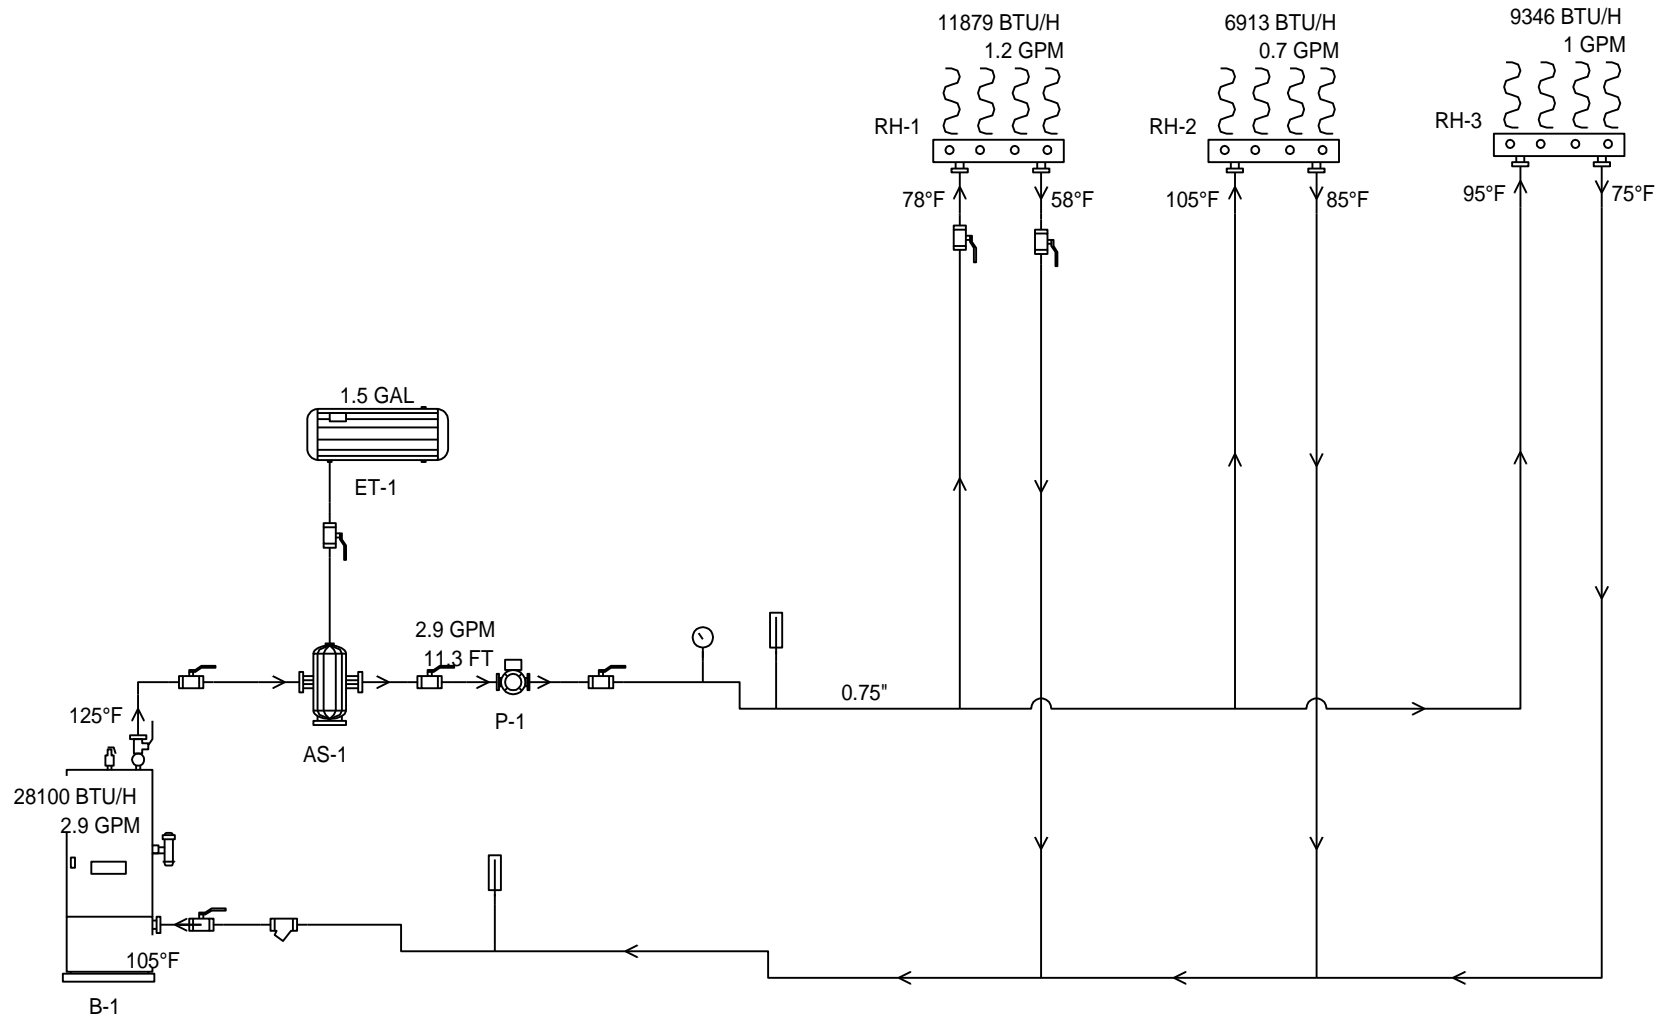 11879 BTU/H
1.2 GPM
6913 BTU/H
0.7 GPM
9346 BTU/H
1 GPM
RH-1
RH-2
RH-3
78°F
58°F
105°F
85°F
95°F
75°F
1.5 GAL
ET-1
2.9 GPM
11.3 FT
P-1
0.75"
125°F
AS-1
28100 BTU/H
2.9 GPM
105°F
B-1